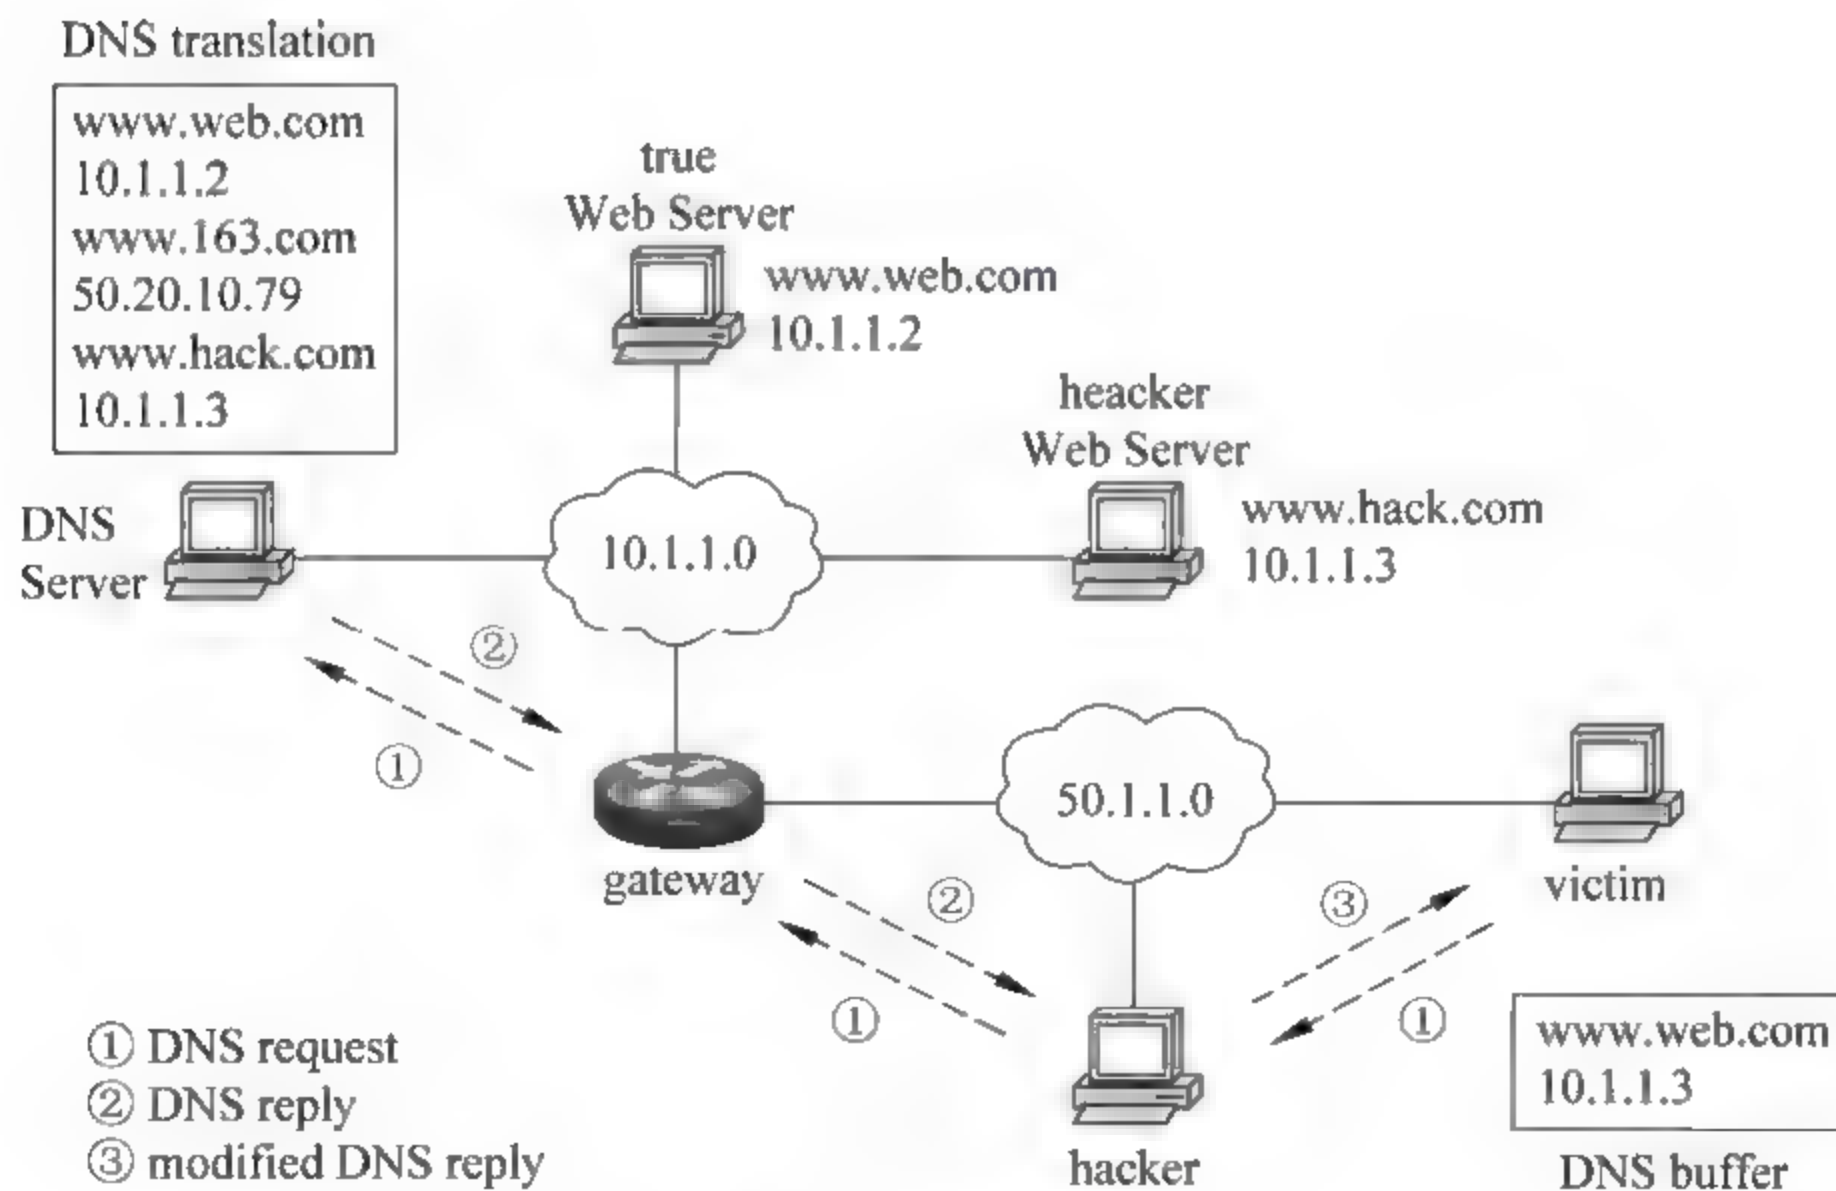 DNS translation
www.web.com
10.1.1.2
www.163.com
50.20.10.79
www.hack.com
10.1.1.3
true
Web Server
www.web.com
10.1.1.2
heacker
Web Server
www.hack.com
10.1.1.3
DNS
Server
10.1.1.0
②
①
gateway
50.1.1.0
victim
②
①
③
①
hacker
www.web.com
10.1.1.3
DNS buffer
① DNS request
② DNS reply
③ modified DNS reply